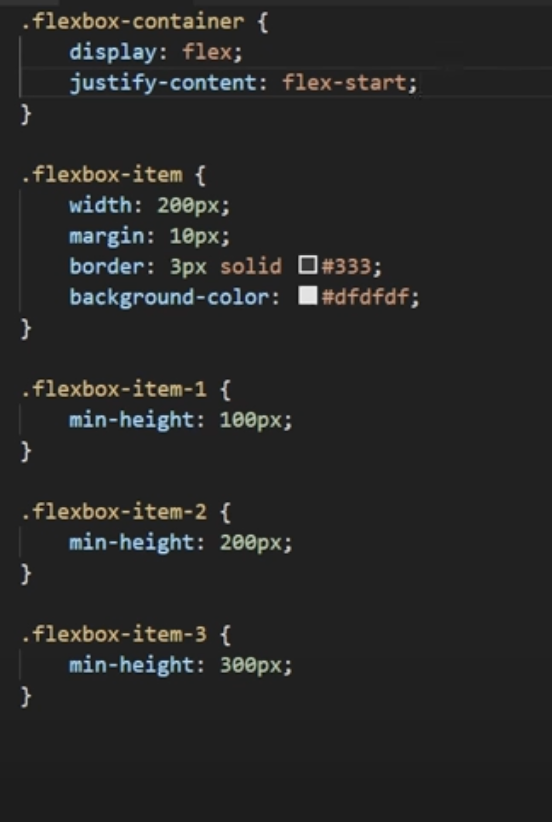 .flexbox-container {
    display: flex;
    justify-content: flex-start;
}
.flexbox-item {
    width: 200px;
    margin: 10px;
    border: 3px solid #333;
    background-color: #dfdfdf;
}
.flexbox-item-1 {
    min-height: 100px;
}
.flexbox-item-2 {
    min-height: 200px;
}
.flexbox-item-3 {
    min-height: 300px;
}